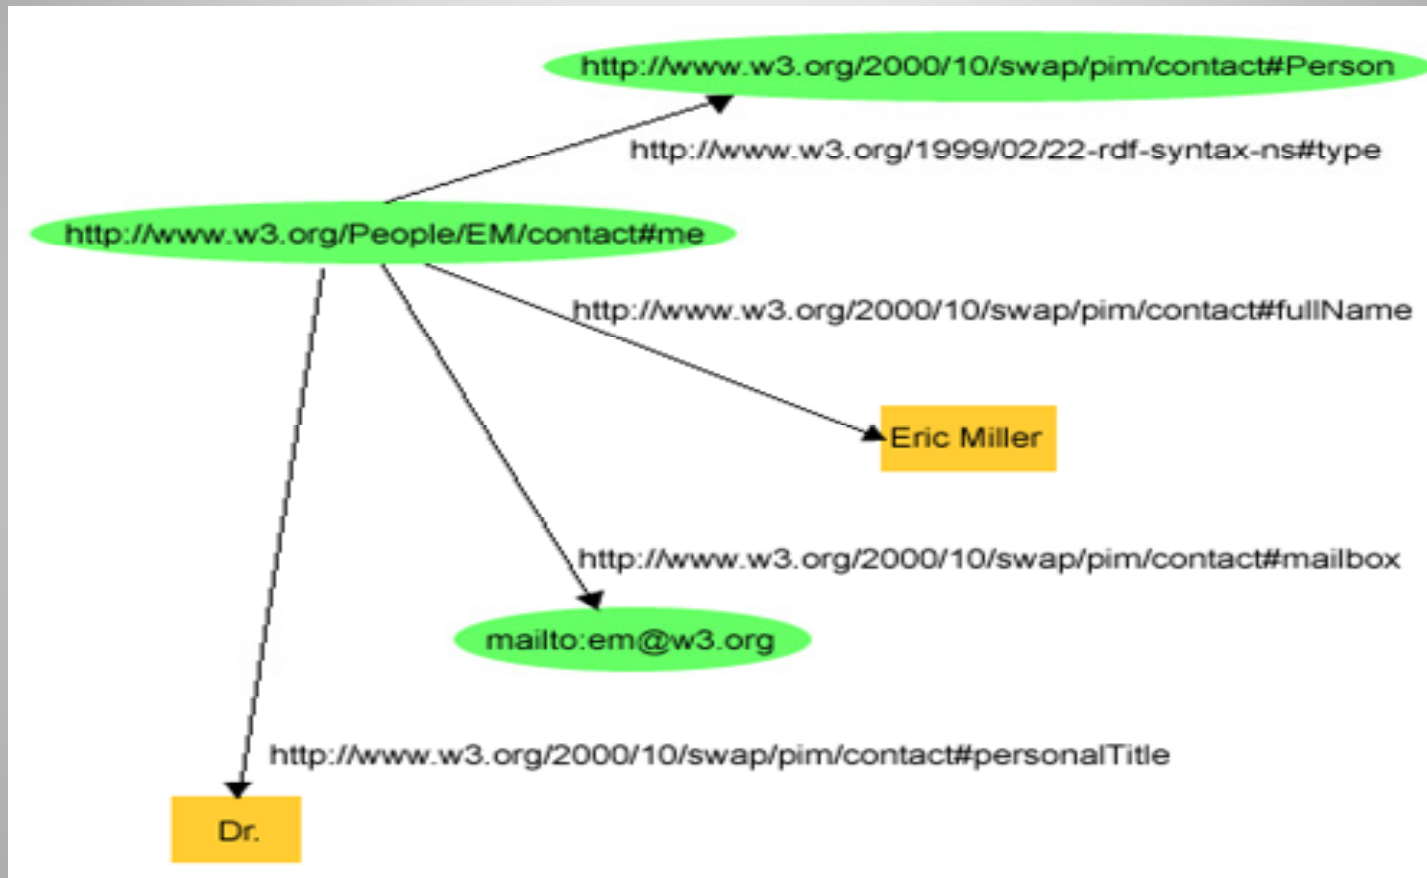 http://www.w3.org/2000/10/swap/pim/contact#Person
http://www.w3.org/1999/02/22-rdf-syntax-ns#type
http://www.w3.org/People/EM/contact#me
http://www.w3.org/2000/10/swap/pim/contact#fullName
Eric Miller
http://www.w3.org/2000/10/swap/pim/contact#mailbox
mailto:em@w3.org
http://www.w3.org/2000/10/swap/pim/contact#personalTitle
Dr.